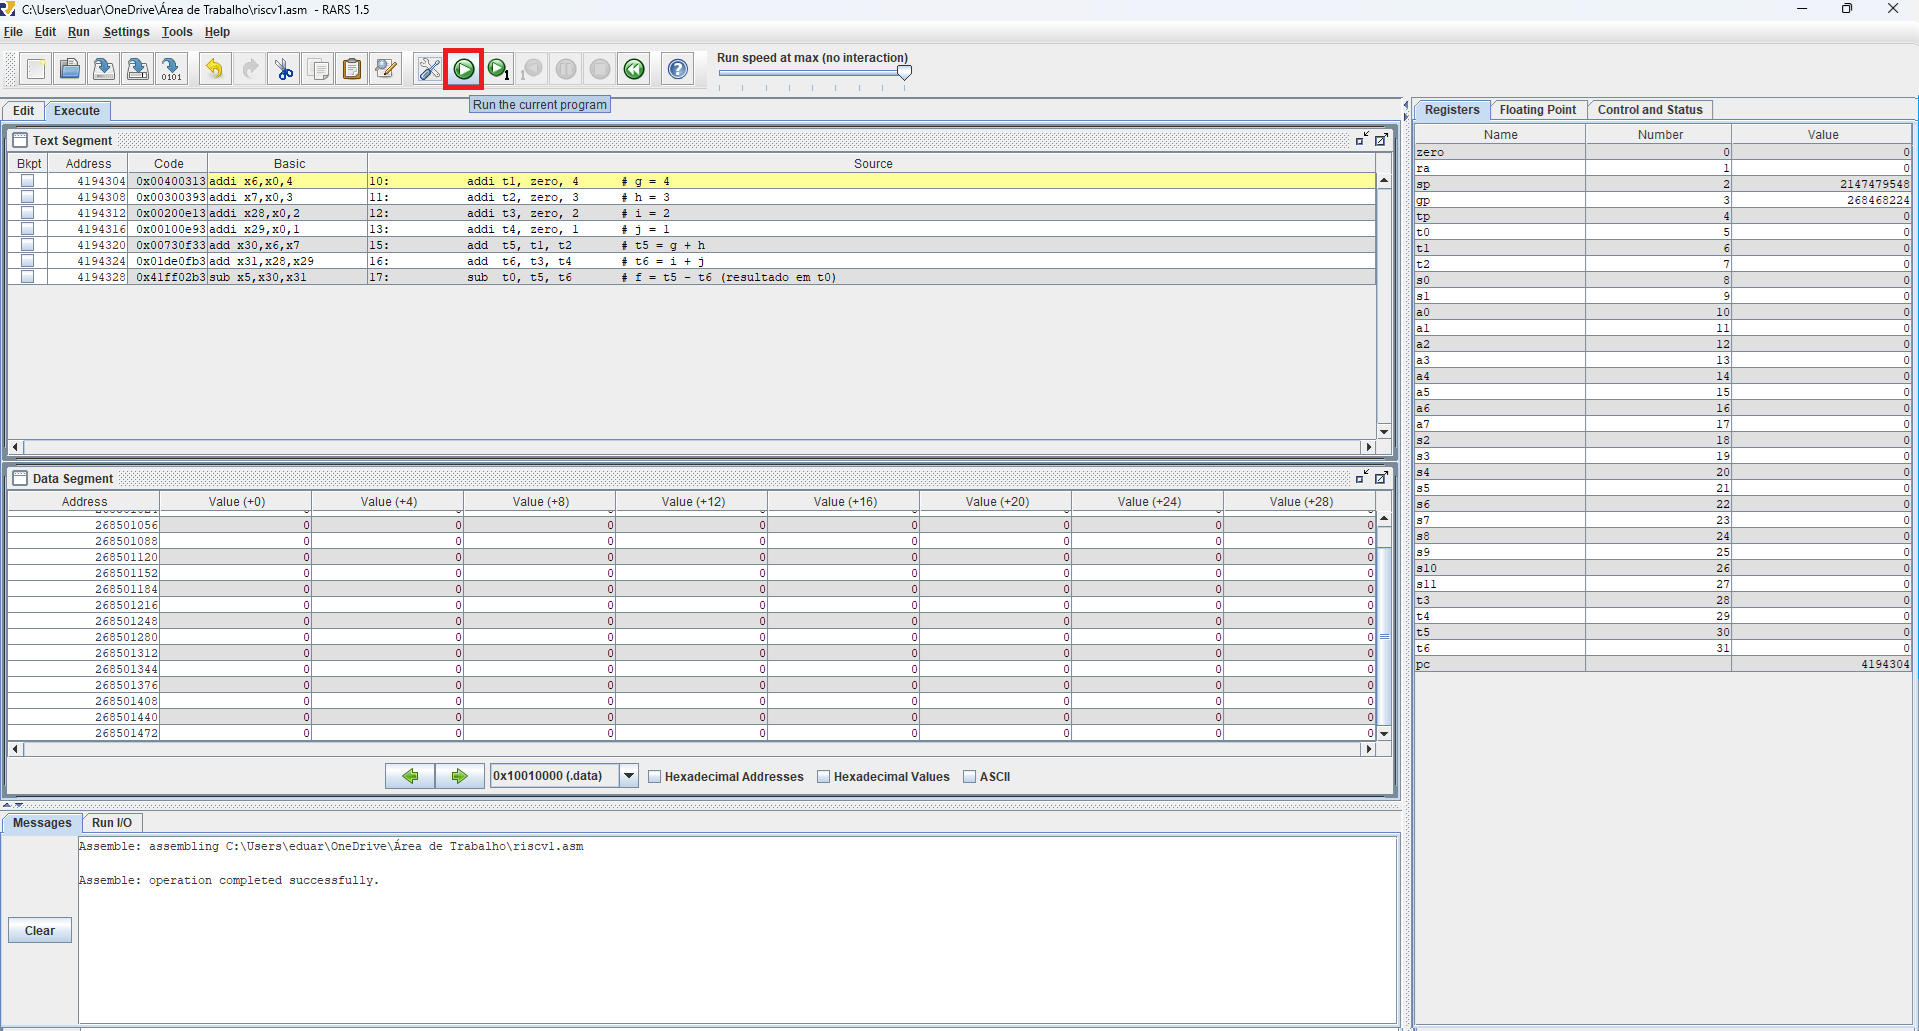 C:\Users\eduar\OneDrive\Área de Trabalho\riscv1.asm - RARS 1.5
File Edit Run Settings Tools Help
Run speed at max (no interaction)
0101 1 1
Run the current program
Edit Execute
Text Segment
Bkpt Address Code Basic Source
4194304 0x00400313 addi x6,x0,4 10: addi t1, zero, 4 # g = 4
4194308 0x00300393 addi x7,x0,3 11: addi t2, zero, 3 # h = 3
4194312 0x00200e13 addi x28,x0,2 12: addi t3, zero, 2 # i = 2
4194316 0x00100e93 addi x29,x0,1 13: addi t4, zero, 1 # j = 1
4194320 0x00730f33 add x30,x6,x7 15: add t5, t1, t2 # t5 = g + h
4194324 0x01de0fb3 add x31,x28,x29 16: add t6, t3, t4 # t6 = i + j
4194328 0x41ff02b3 sub x5,x30,x31 17: sub t0, t5, t6 # f = t5 - t6 (resultado em t0)
Data Segment
Address Value (+0) Value (+4) Value (+8) Value (+12) Value (+16) Value (+20) Value (+24) Value (+28)
268501056 0 0 0 0 0 0 0 0
268501088 0 0 0 0 0 0 0 0
268501120 0 0 0 0 0 0 0 0
268501152 0 0 0 0 0 0 0 0
268501184 0 0 0 0 0 0 0 0
268501216 0 0 0 0 0 0 0 0
268501248 0 0 0 0 0 0 0 0
268501280 0 0 0 0 0 0 0 0
268501312 0 0 0 0 0 0 0 0
268501344 0 0 0 0 0 0 0 0
268501376 0 0 0 0 0 0 0 0
268501408 0 0 0 0 0 0 0 0
268501440 0 0 0 0 0 0 0 0
268501472 0 0 0 0 0 0 0 0
0x10010000 (.data) Hexadecimal Addresses Hexadecimal Values ASCII
Messages Run I/O
Assemble: assembling C:\Users\eduar\OneDrive\Área de Trabalho\riscv1.asm
Assemble: operation completed successfully.
Clear
Registers Floating Point Control and Status
Name Number Value
zero 0 0
ra 1 0
sp 2 2147479548
gp 3 268468224
tp 4 0
t0 5 0
t1 6 0
t2 7 0
s0 8 0
s1 9 0
a0 10 0
a1 11 0
a2 12 0
a3 13 0
a4 14 0
a5 15 0
a6 16 0
a7 17 0
s2 18 0
s3 19 0
s4 20 0
s5 21 0
s6 22 0
s7 23 0
s8 24 0
s9 25 0
s10 26 0
s11 27 0
t3 28 0
t4 29 0
t5 30 0
t6 31 0
pc 4194304